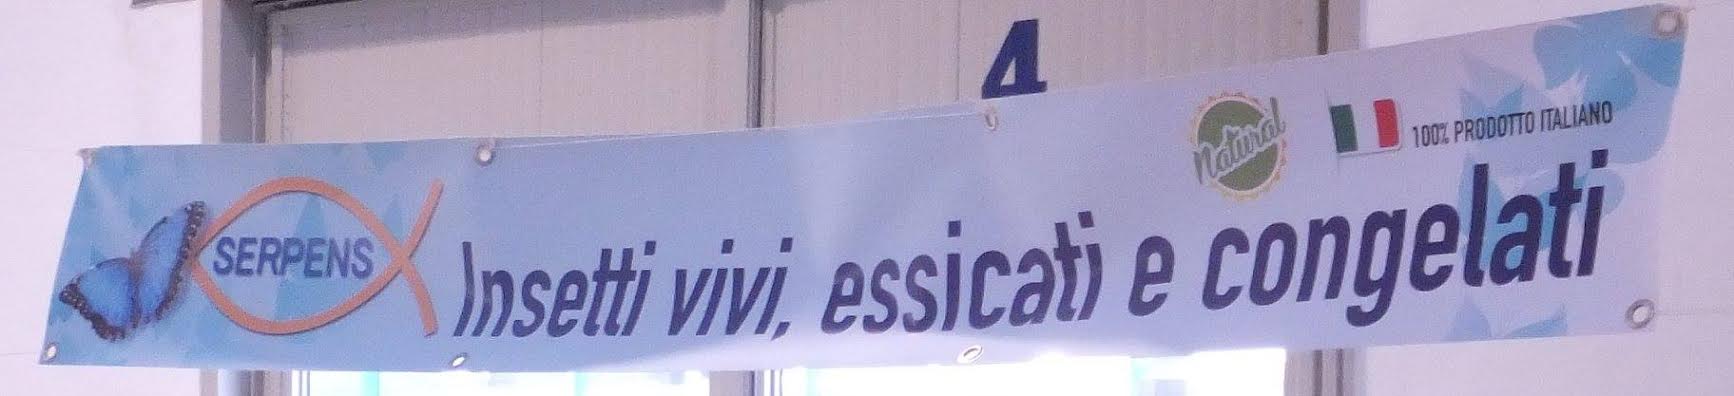 4
Natural
100% PRODOTTO ITALIANO
SERPENS
Insetti vivi, essicati e congelati